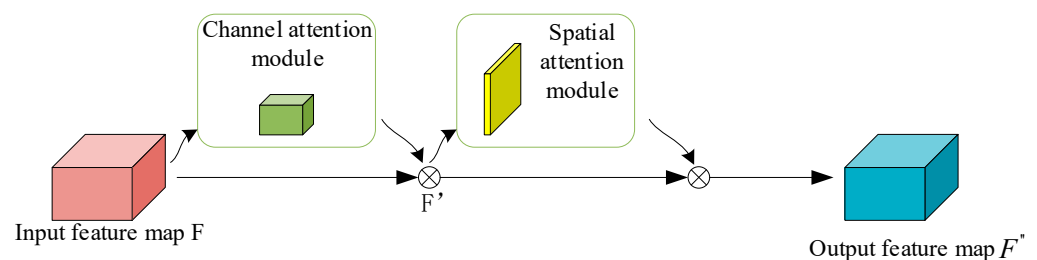 Channel attention
module
Spatial
attention
module
F’
Input feature map F
Output feature map F"